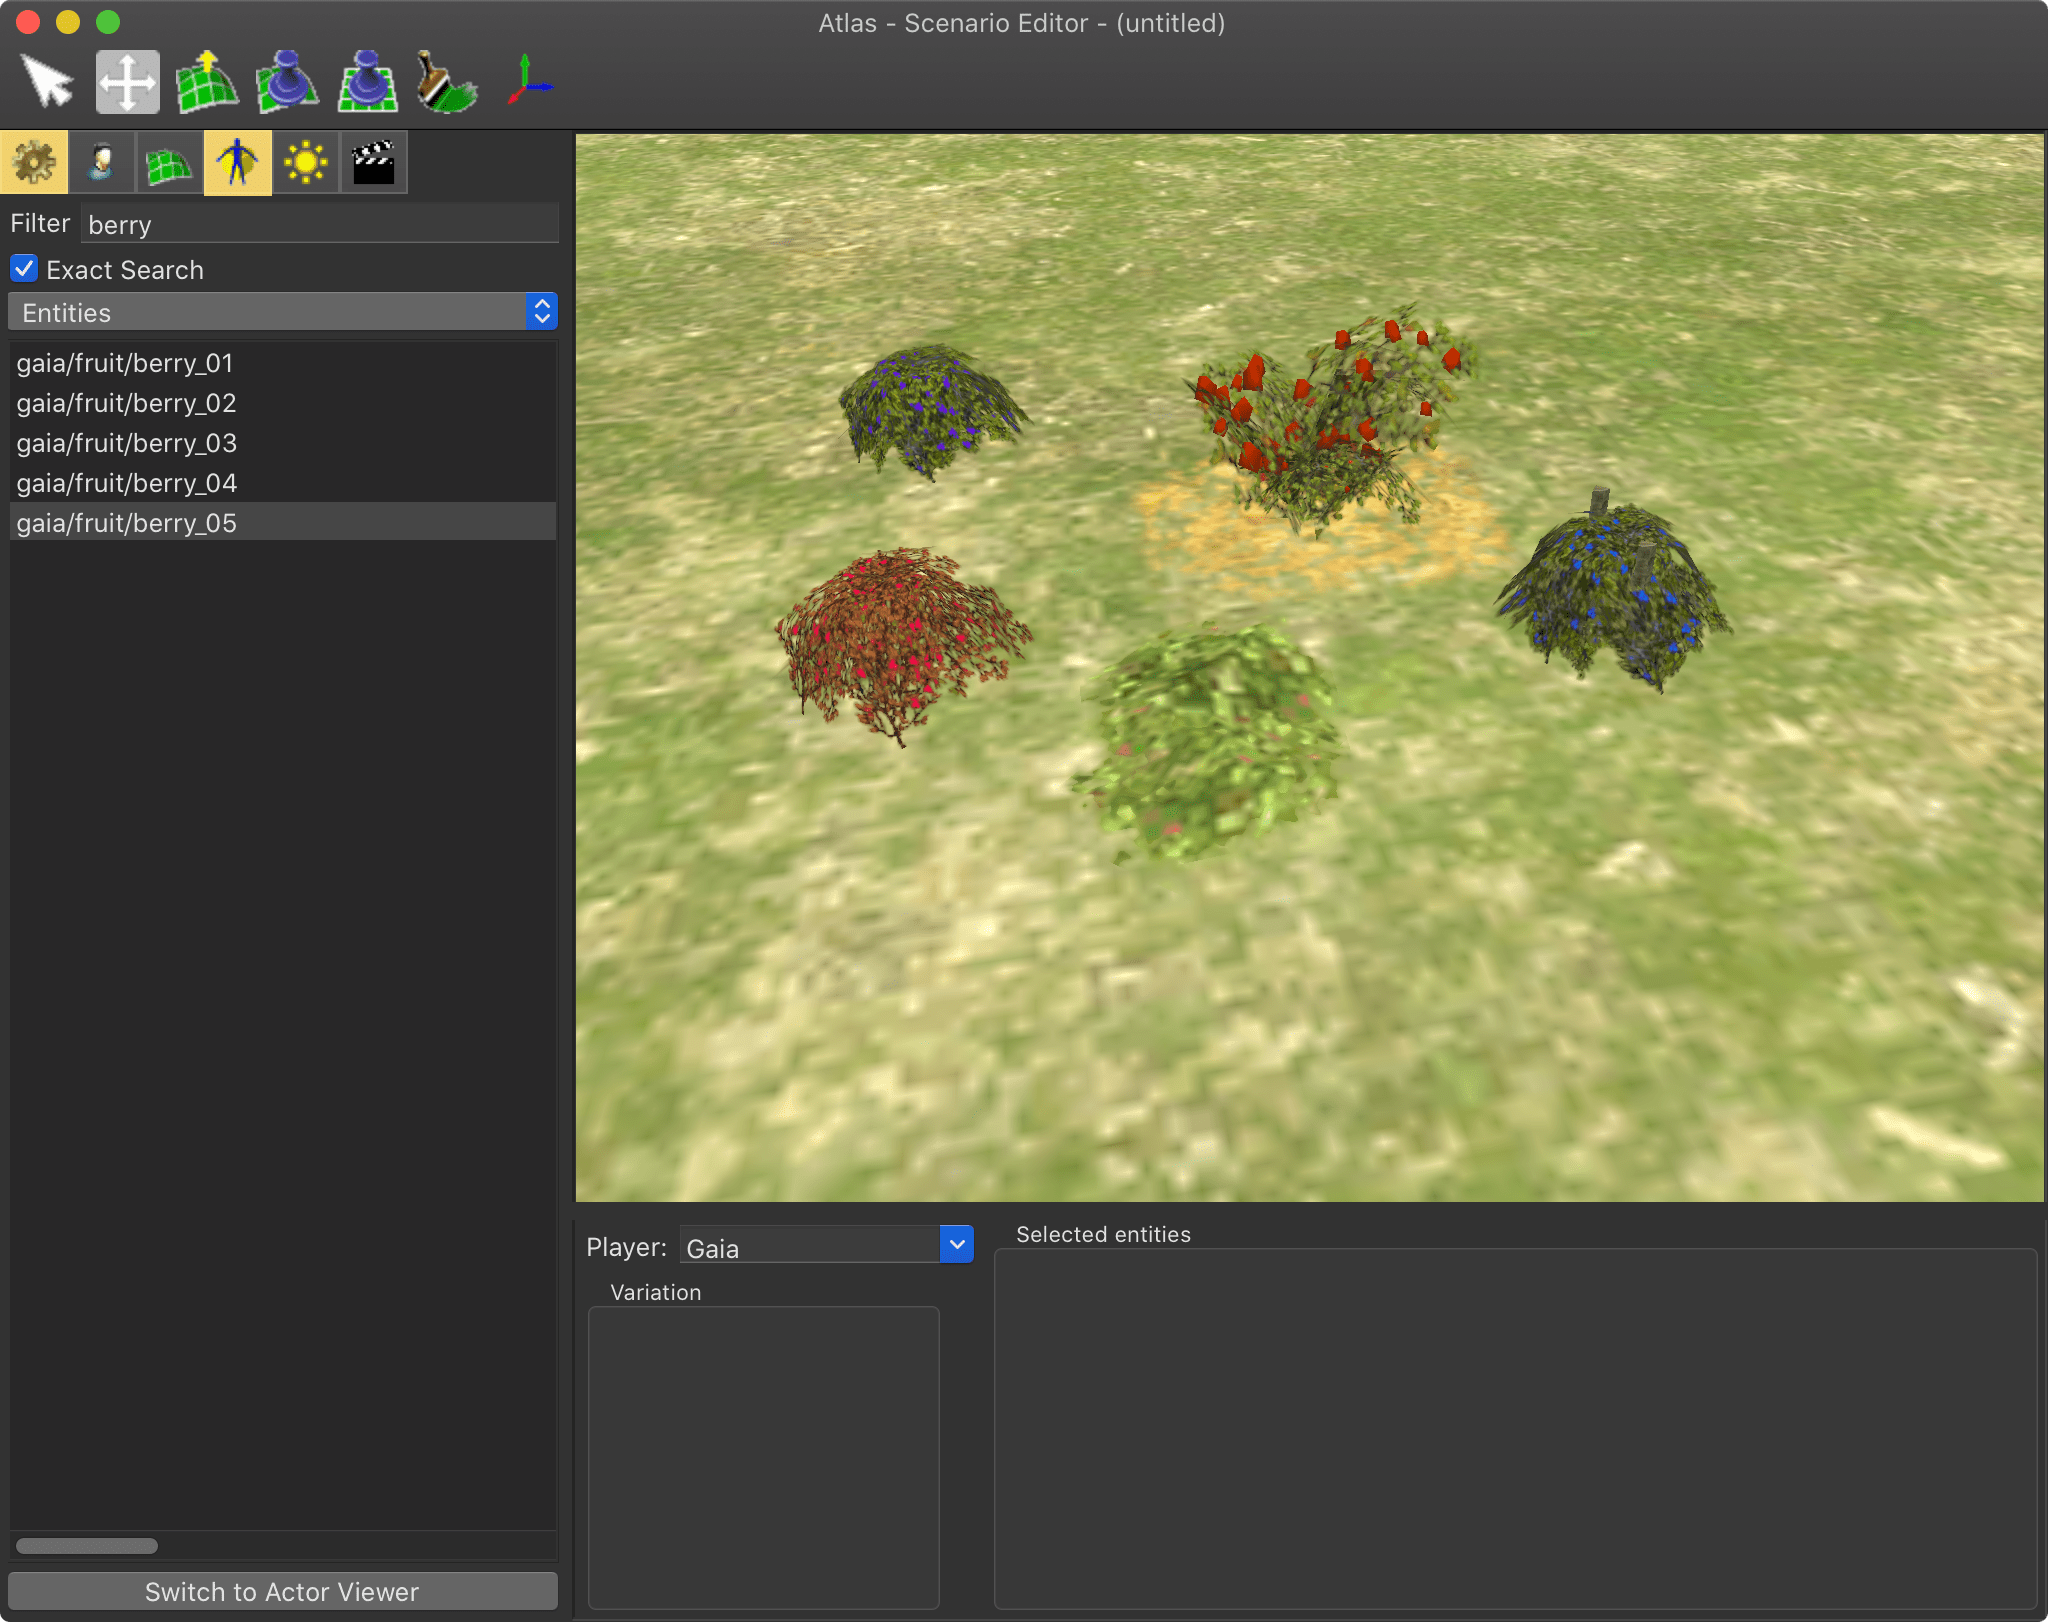 Atlas - Scenario Editor - (untitled)
Filter berry
Exact Search
Entities
gaia/fruit/berry_01
gaia/fruit/berry_02
gaia/fruit/berry_03
gaia/fruit/berry_04
gaia/fruit/berry_05
Switch to Actor Viewer
Player: Gaia
Variation
Selected entities